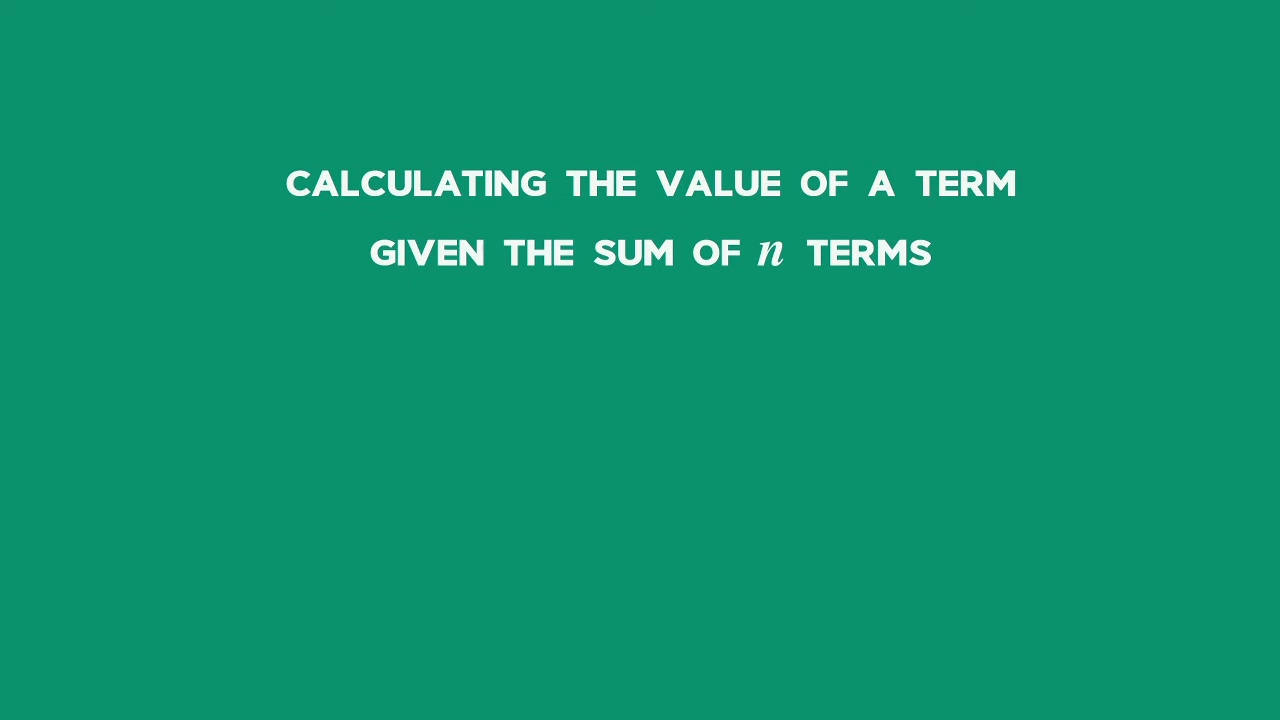 CALCULATING THE VALUE OF A TERM
GIVEN THE SUM OF n TERMS